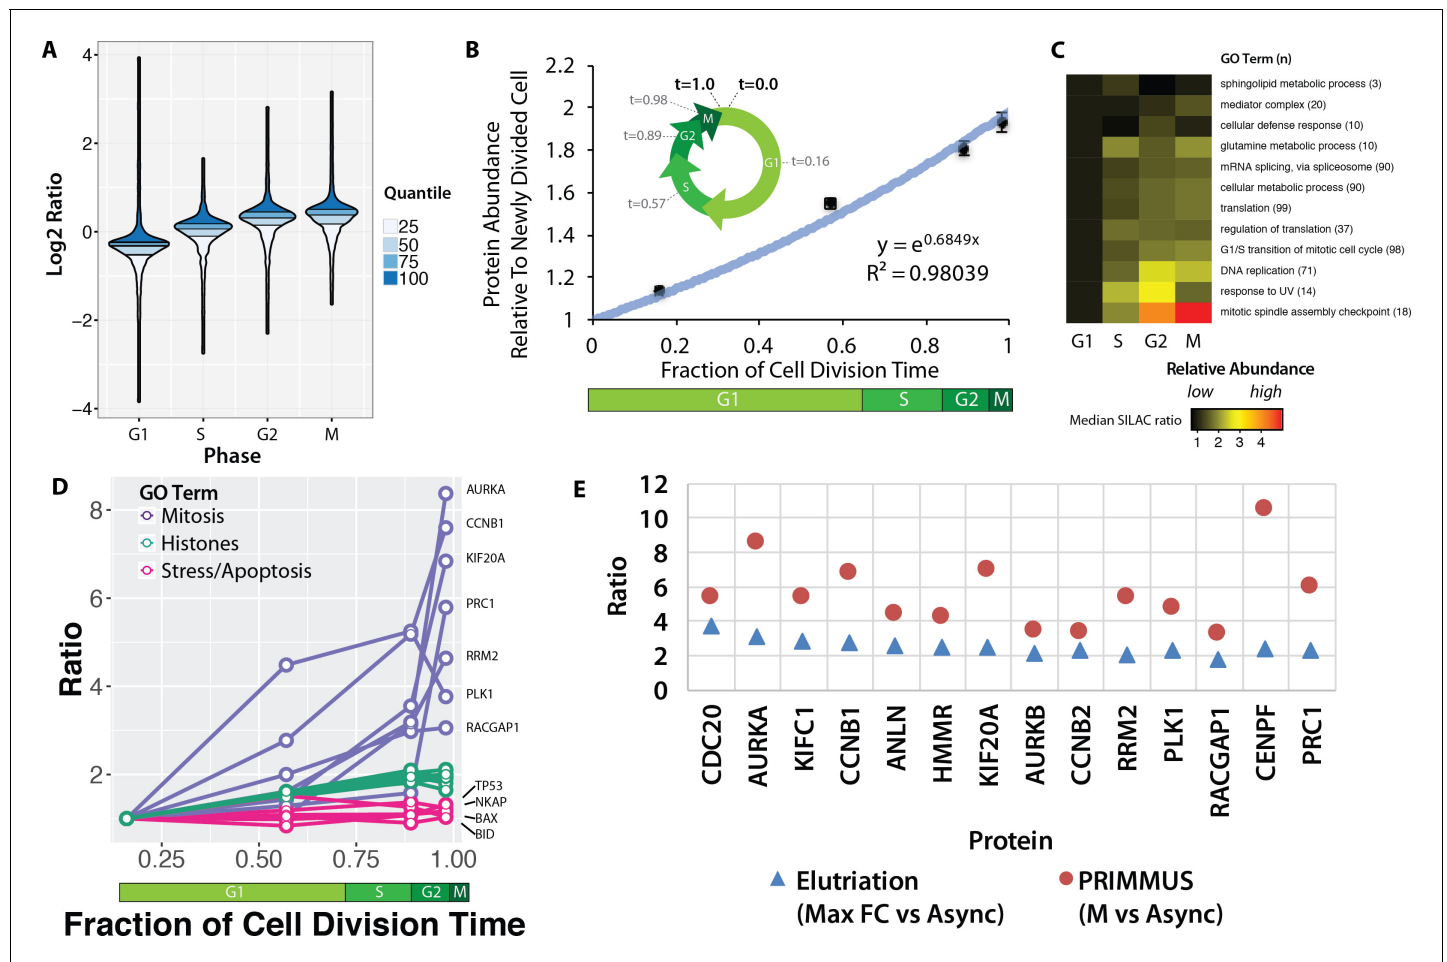 A
4
2
0
−2
−4
Log2 Ratio
G1 S G2 M
Phase
Quantile
25
50
75
100
B
Protein Abundance
Relative To Newly Divided Cell
2.2
2
1.8
1.6
1.4
1.2
1
t=1.0 t=0.0
t=0.98
t=0.89
t=0.57
t=0.16
M
G2
S
G1
y = e0.6849x
R2 = 0.98039
0 0.2 0.4 0.6 0.8 1
Fraction of Cell Division Time
G1 S G2 M
C
GO Term (n)
sphingolipid metabolic process (3)
mediator complex (20)
cellular defense response (10)
glutamine metabolic process (10)
mRNA splicing, via spliceosome (90)
cellular metabolic process (90)
translation (99)
regulation of translation (37)
G1/S transition of mitotic cell cycle (98)
DNA replication (71)
response to UV (14)
mitotic spindle assembly checkpoint (18)
G1 S G2 M
Relative Abundance
low high
Median SILAC ratio
1 2 3 4
D
GO Term
Mitosis
Histones
Stress/Apoptosis
Ratio
8
6
4
2
AURKA
CCNB1
KIF20A
PRC1
RRM2
PLK1
RACGAP1
TP53
NKAP
BAX
BID
0.25 0.50 0.75 1.00
G1 S G2 M
Fraction of Cell Division Time
E
Ratio
12
10
8
6
4
2
0
CDC20
AURKA
KIFC1
CCNB1
ANLN
HMMR
KIF20A
AURKB
CCNB2
RRM2
PLK1
RACGAP1
CENPF
PRC1
Protein
Elutriation
(Max FC vs Async)
PRIMMUS
(M vs Async)